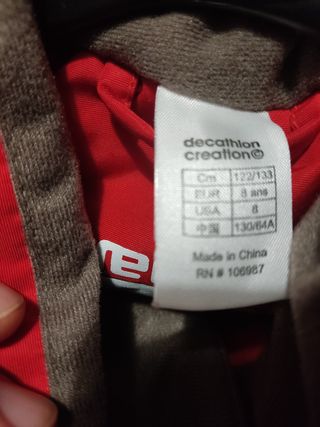 decathlon
creation©
Cm 122/133
EUR 8 ans
USA 8
中国 130/64A
Made in China
RN # 106987